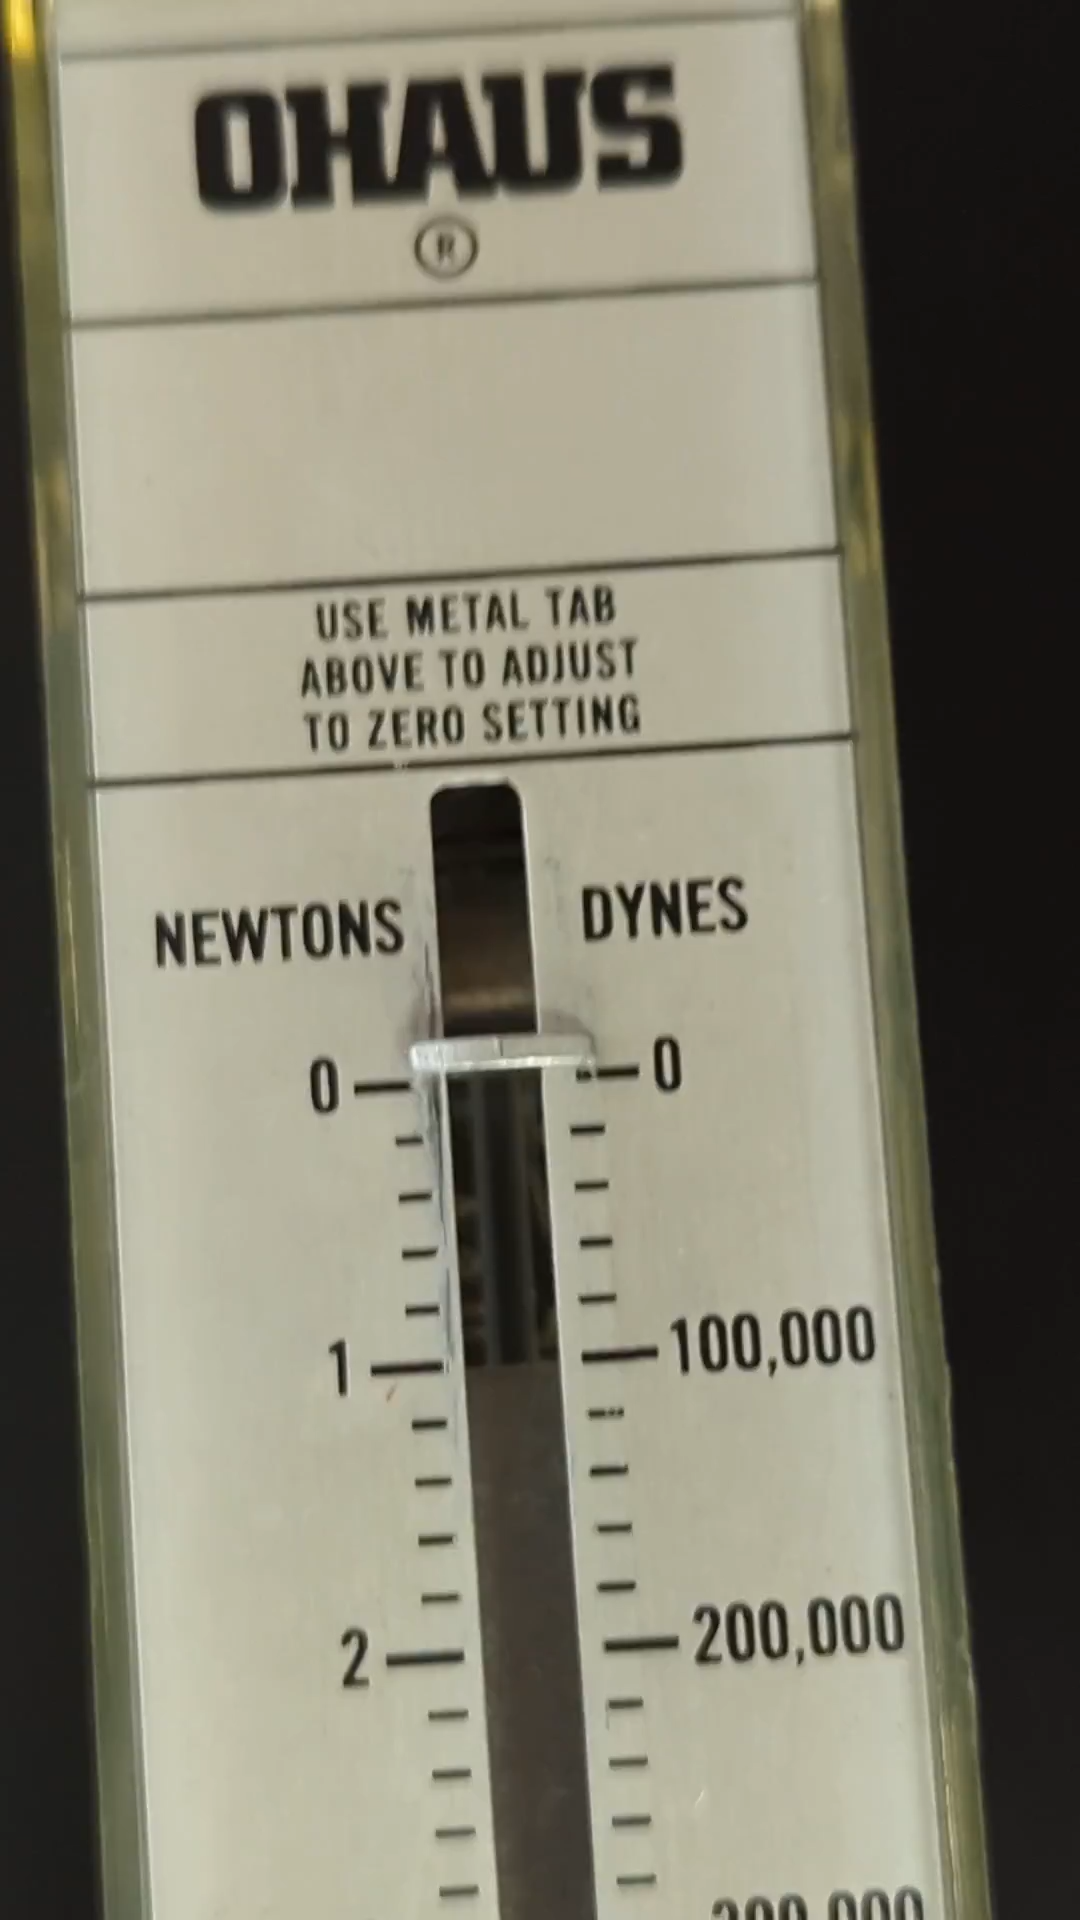 OHAUS
®
USE METAL TAB
ABOVE TO ADJUST
TO ZERO SETTING
NEWTONS DYNES
0 0
1 100,000
2 200,000